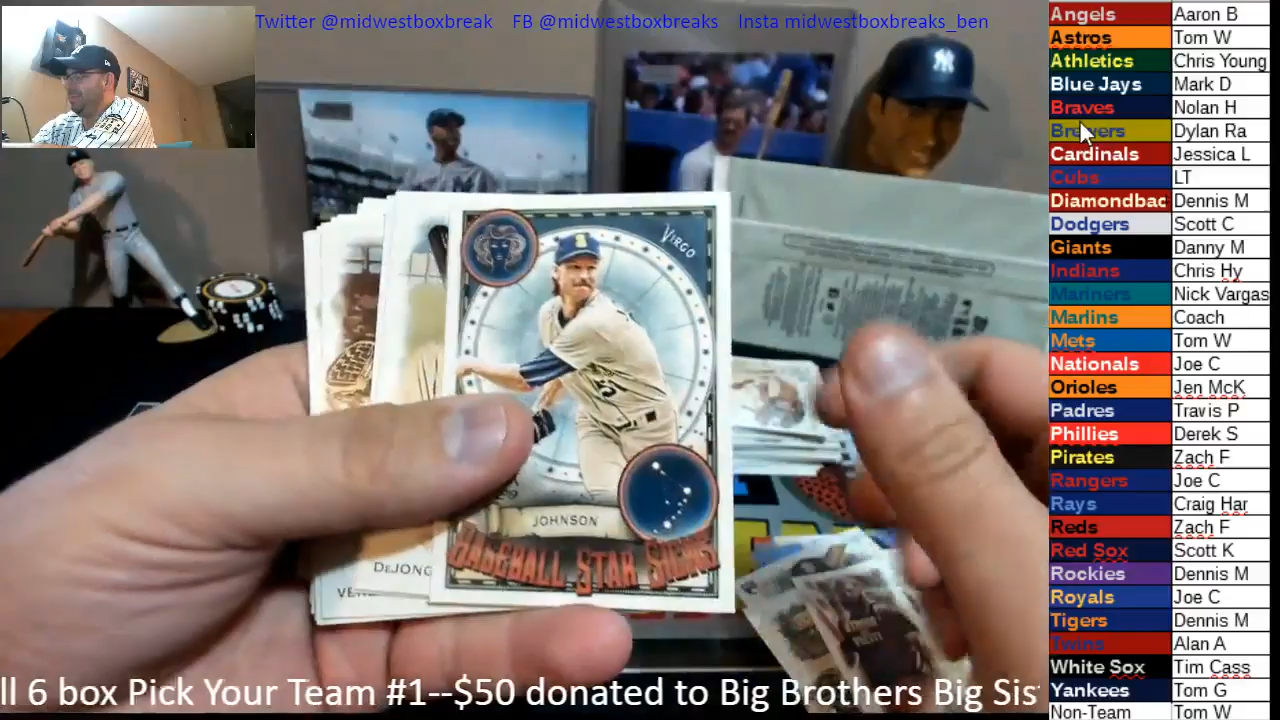 Twitter @midwestboxbreak FB @midwestboxbreaks Insta midwestboxbreaks_ben
Angels Aaron B
Astros Tom W
Athletics Chris Young
Blue Jays Mark D
Braves Nolan H
Brewers Dylan Ra
Cardinals Jessica L
Cubs LT
Diamondbac Dennis M
Dodgers Scott C
Giants Danny M
Indians Chris Hy
Mariners Nick Vargas
Marlins Coach
Mets Tom W
Nationals Joe C
Orioles Jen McK
Padres Travis P
Phillies Derek S
Pirates Zach F
Rangers Joe C
Rays Craig Har
Reds Zach F
Red Sox Scott K
Rockies Dennis M
Royals Joe C
Tigers Dennis M
Twins Alan A
White Sox Tim Cass
Yankees Tom G
Non-Team Tom W
VIRGO
51
JOHNSON
BASEBALL STAR SIGNS
DEJONG
ll 6 box Pick Your Team #1--$50 donated to Big Brothers Big Sis